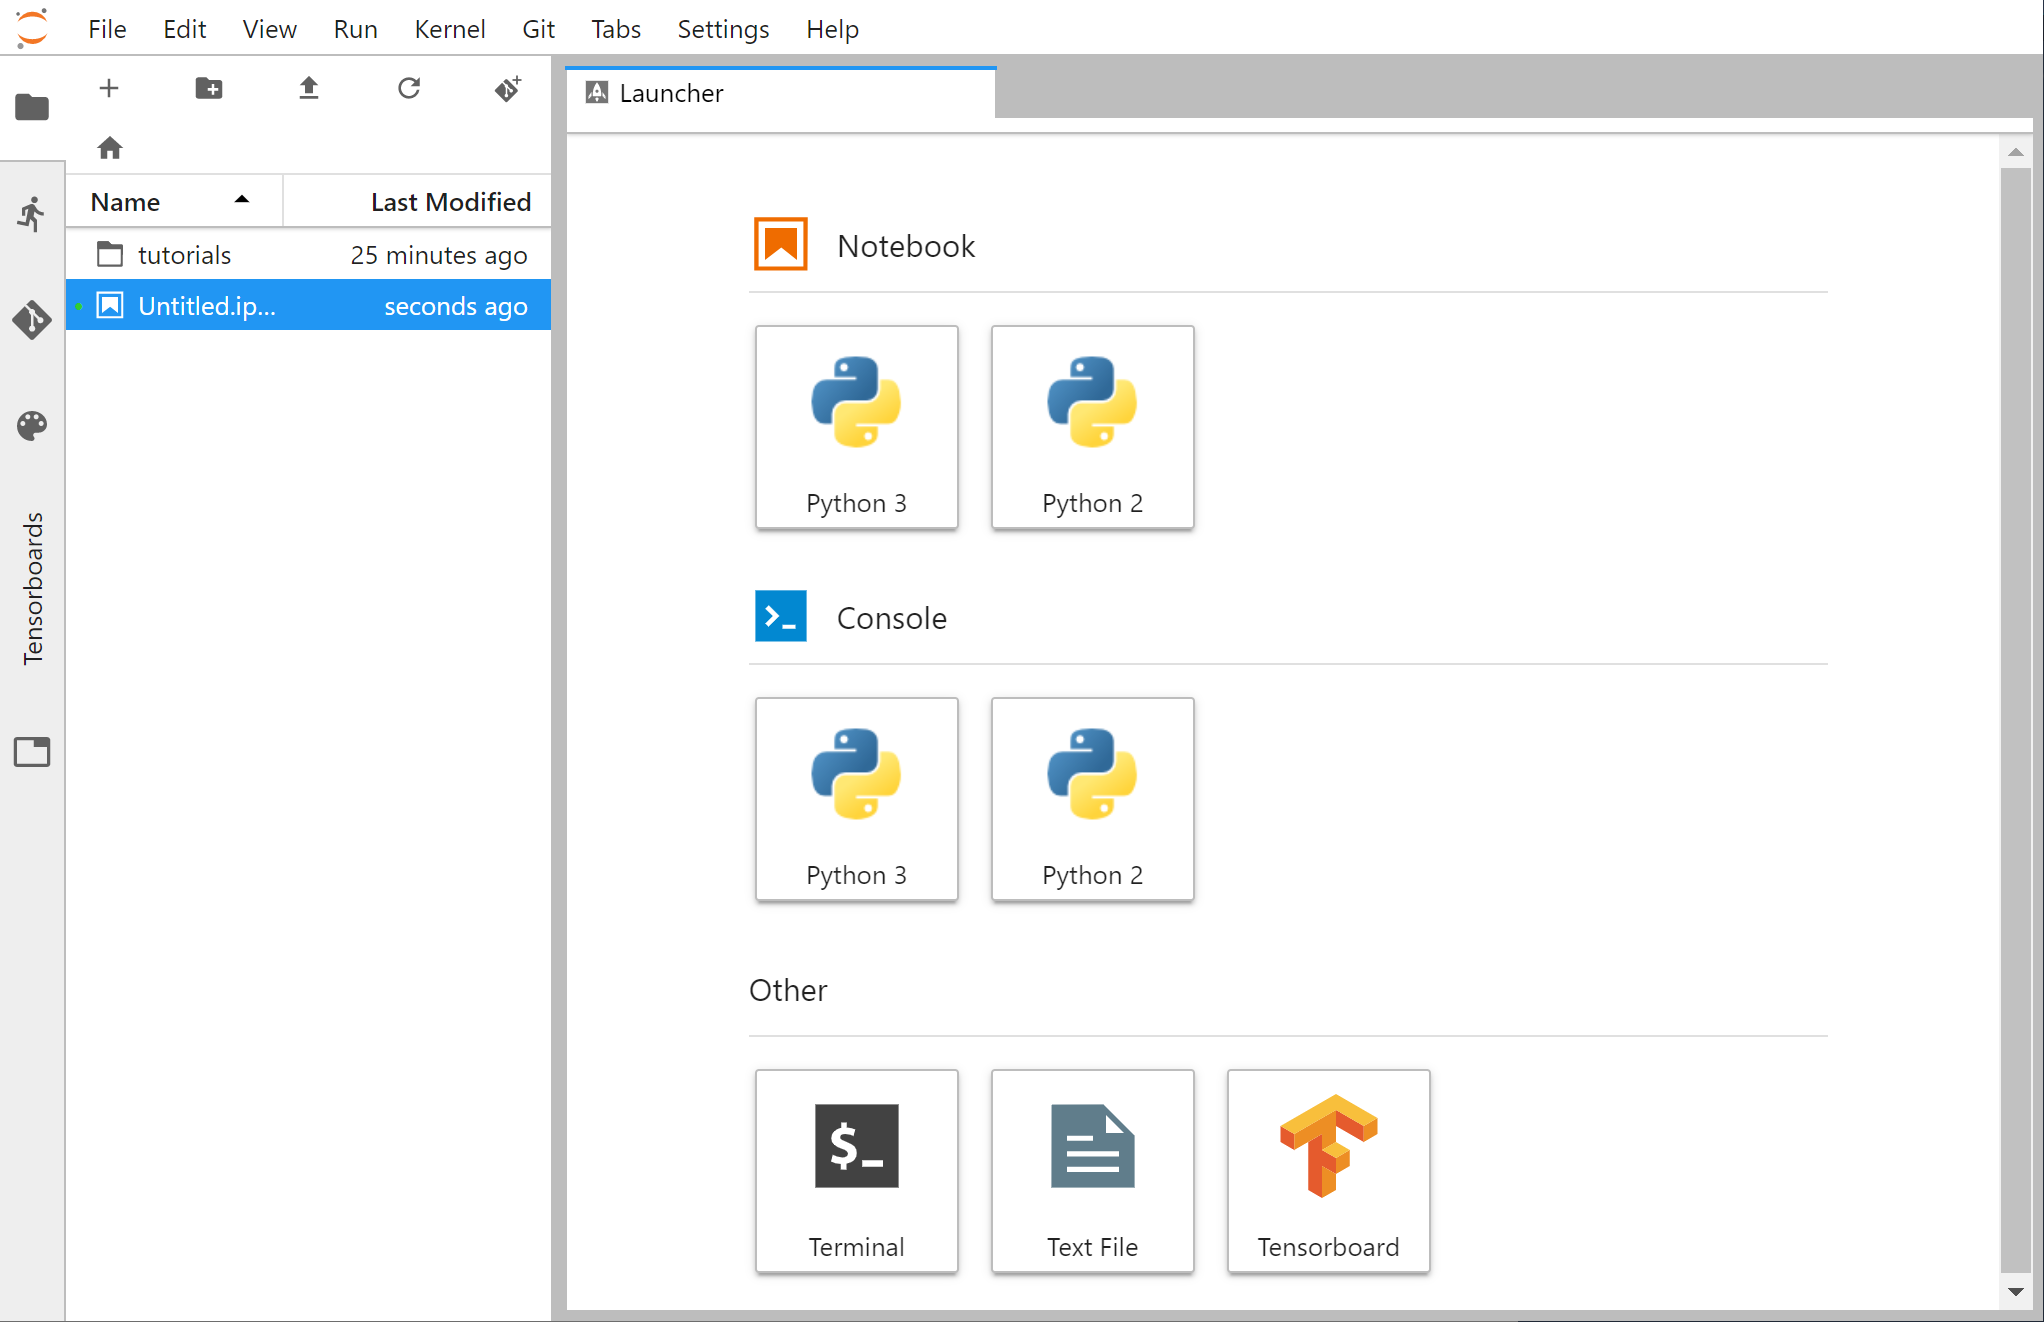 File Edit View Run Kernel Git Tabs Settings Help
Launcher
Name Last Modified
tutorials 25 minutes ago
Untitled.ip... seconds ago
Tensorboards
Notebook
Python 3 Python 2
Console
Python 3 Python 2
Other
$_
Terminal Text File Tensorboard